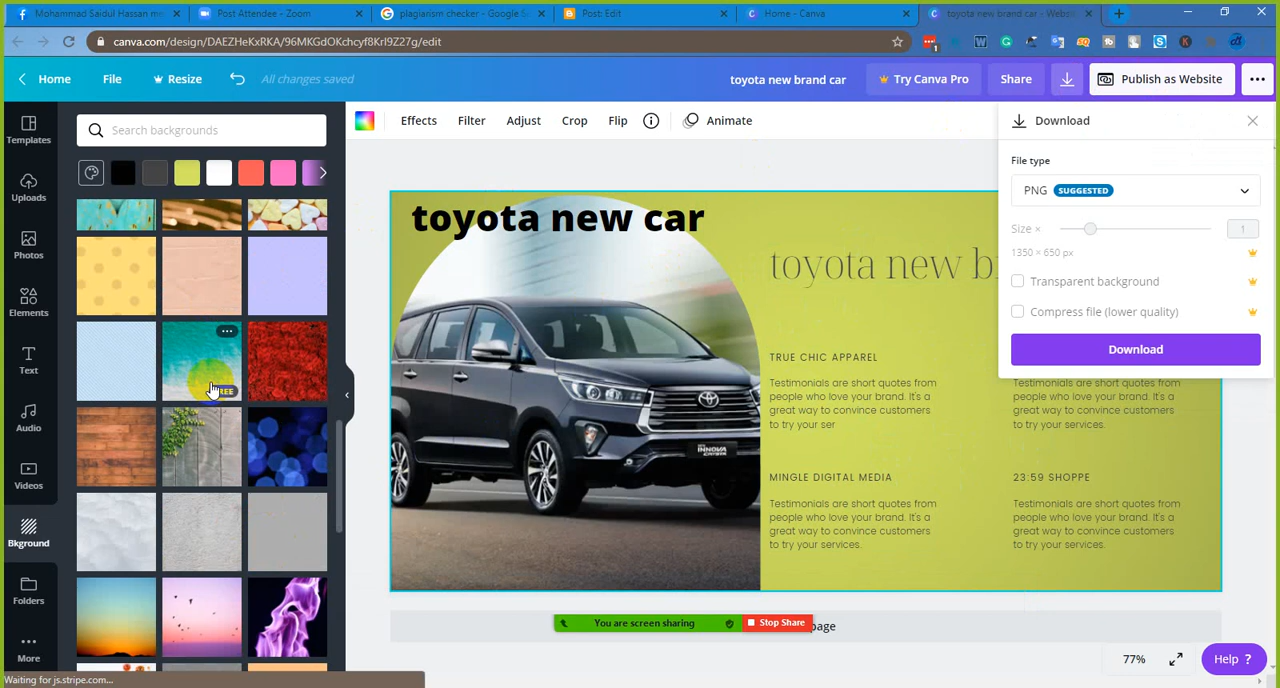 Mohammad Saidul Hassan me
Post Attendee - Zoom
plagiarism checker - Google S
Post: Edit
Home - Canva
toyota new brand car - Websit
canva.com/design/DAEZHeKxRKA/96MKGdOKchcyf8KrI9Z27g/edit
Home
File
Resize
All changes saved
toyota new brand car
Try Canva Pro
Share
Publish as Website
Templates
Uploads
Photos
Elements
Text
Audio
Videos
Bkground
Folders
More
Search backgrounds
Effects
Filter
Adjust
Crop
Flip
Animate
Download
File type
PNG SUGGESTED
Size ×
1
1350 × 650 px
Transparent background
Compress file (lower quality)
Download
toyota new car
toyota new b
TRUE CHIC APPAREL
Testimonials are short quotes from
people who love your brand. It's a
great way to convince customers
to try your ser
Testimonials are short quotes from
people who love your brand. It's a
great way to convince customers
to try your services.
MINGLE DIGITAL MEDIA
Testimonials are short quotes from
people who love your brand. It's a
great way to convince customers
to try your services.
23:59 SHOPPE
Testimonials are short quotes from
people who love your brand. It's a
great way to convince customers
to try your services.
INNOVA
You are screen sharing
Stop Share
page
77%
Help ?
Waiting for js.stripe.com...